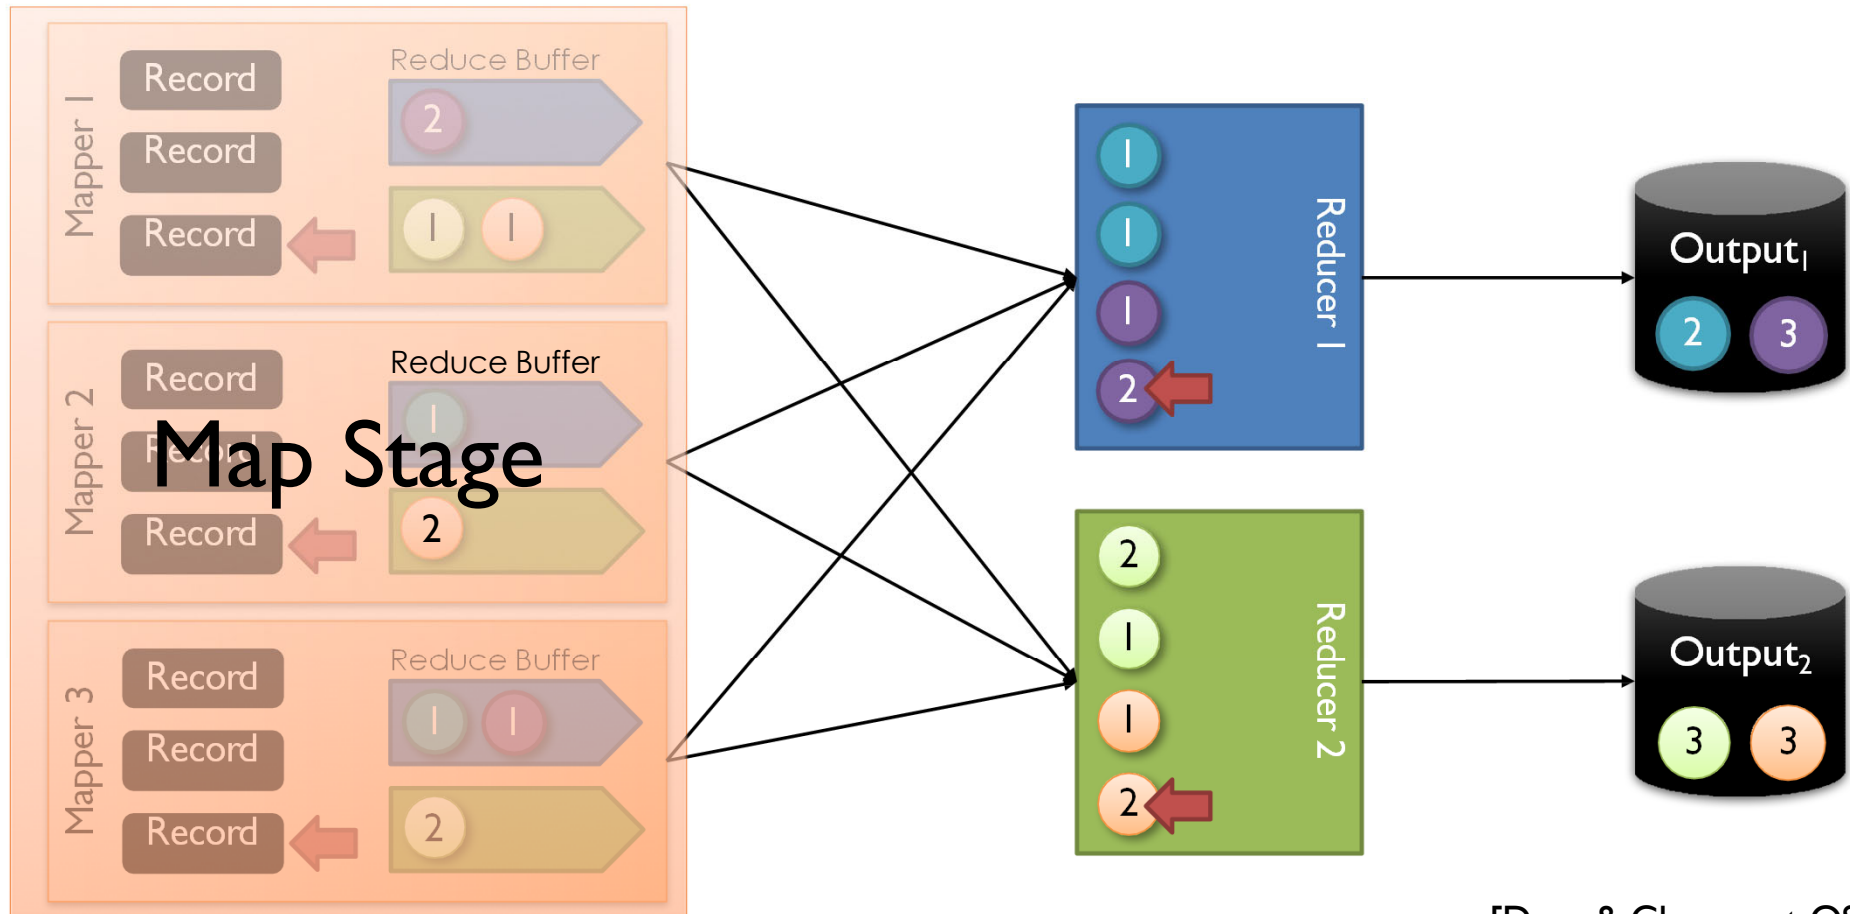 Mapper 1
Record
Record
Record
Reduce Buffer
2
1 1
Mapper 2
Record
Record
Record
Reduce Buffer
1
2
Map Stage
Mapper 3
Record
Record
Record
Reduce Buffer
1 1
2
1
1
1
2
Reducer 1
2
1
1
2
Reducer 2
Output1
2 3
Output2
3 3